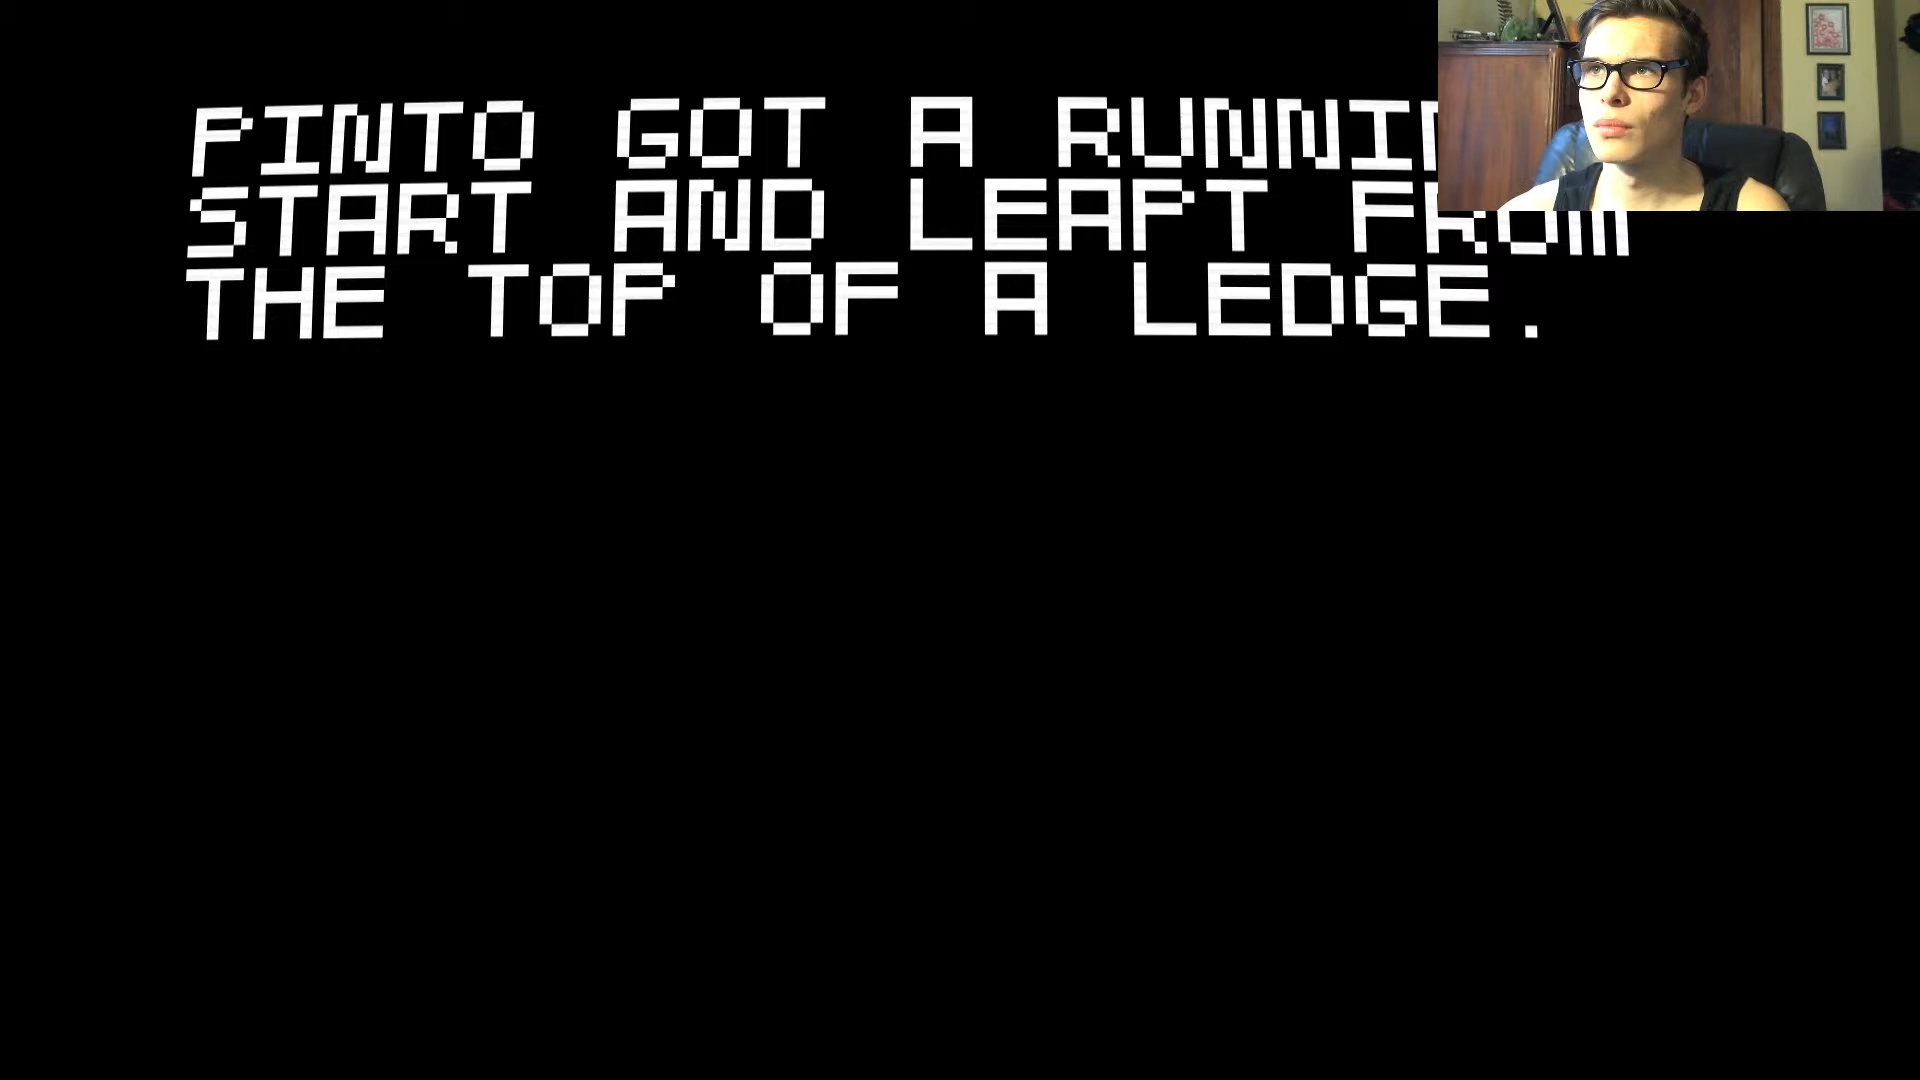 PINTO GOT A
START AND LEAPT FROM
THE TOP OF A LEDGE.